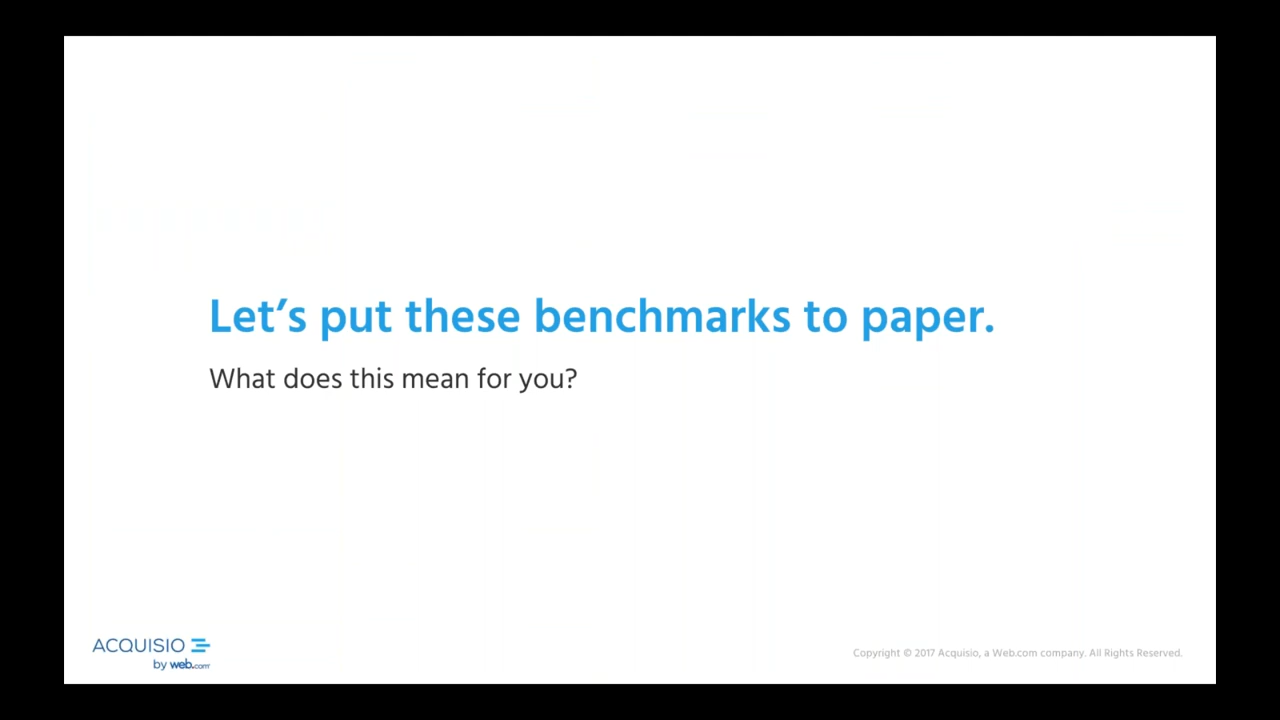 Let’s put these benchmarks to paper.
What does this mean for you?
ACQUISIO
by web.com
Copyright © 2017 Acquisio, a Web.com company. All Rights Reserved.